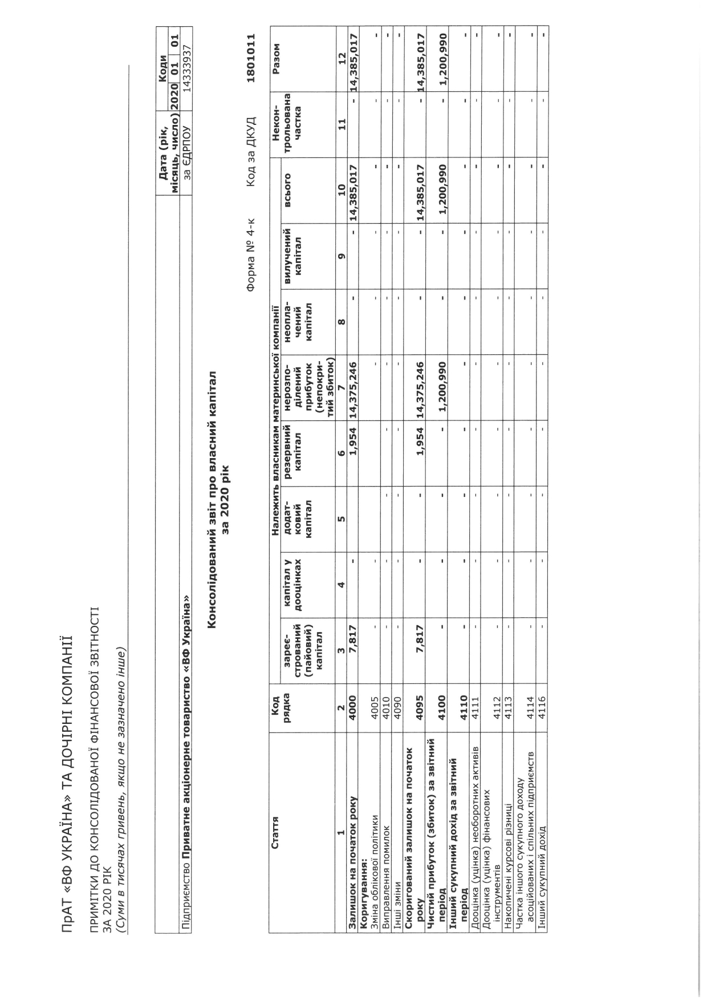 ПрАТ «ВФ УКРАЇНА» ТА ДОЧІРНІ КОМПАНІЇ
ПРИМІТКИ ДО КОНСОЛІДОВАНОЇ ФІНАНСОВОЇ ЗВІТНОСТІ
ЗА 2020 РІК
(Суми в тисячах гривень, якщо не зазначено інше)
Дата (рік, Коди
місяць, число) 2020 01 01
Підприємство Приватне акціонерне товариство «ВФ Україна» за ЄДРПОУ 14333937
Консолідований звіт про власний капітал
за 2020 рік
Форма № 4-к Код за ДКУД 1801011
Стаття
Код
рядка
Належить власникам материнської компанії
зареє-
стрований
(пайовий)
капітал
капітал у
дооцінках
додат-
ковий
капітал
резервний
капітал
нерозпо-
ділений
прибуток
(непокри-
тий збиток)
неопла-
чений
капітал
вилучений
капітал
всього
Некон-
трольована
частка
Разом
1 2 3 4 5 6 7 8 9 10 11 12
Залишок на початок року 4000 7,817 - 1,954 14,375,246 - - 14,385,017 - 14,385,017
Коригування:
Зміна облікової політики 4005 - - - - - - - -
Виправлення помилок 4010 - - - - - - - - - -
Інші зміни 4090 - - - - - - - - - -
Скоригований залишок на початок
року 4095 7,817 - - 1,954 14,375,246 - - 14,385,017 - 14,385,017
Чистий прибуток (збиток) за звітний
період 4100 - - - - 1,200,990 - - 1,200,990 - 1,200,990
Інший сукупний дохід за звітний
період 4110 - - - - - - - - - -
Дооцінка (уцінка) необоротних активів 4111 - - - - - - - - - -
Дооцінка (уцінка) фінансових
інструментів 4112 - - - - - - - - - -
Накопичені курсові різниці 4113 - - - - - - - - - -
Частка іншого сукупного доходу
асоційованих і спільних підприємств 4114 - - - - - - - - - -
Інший сукупний дохід 4116 - - - - - - - - - -